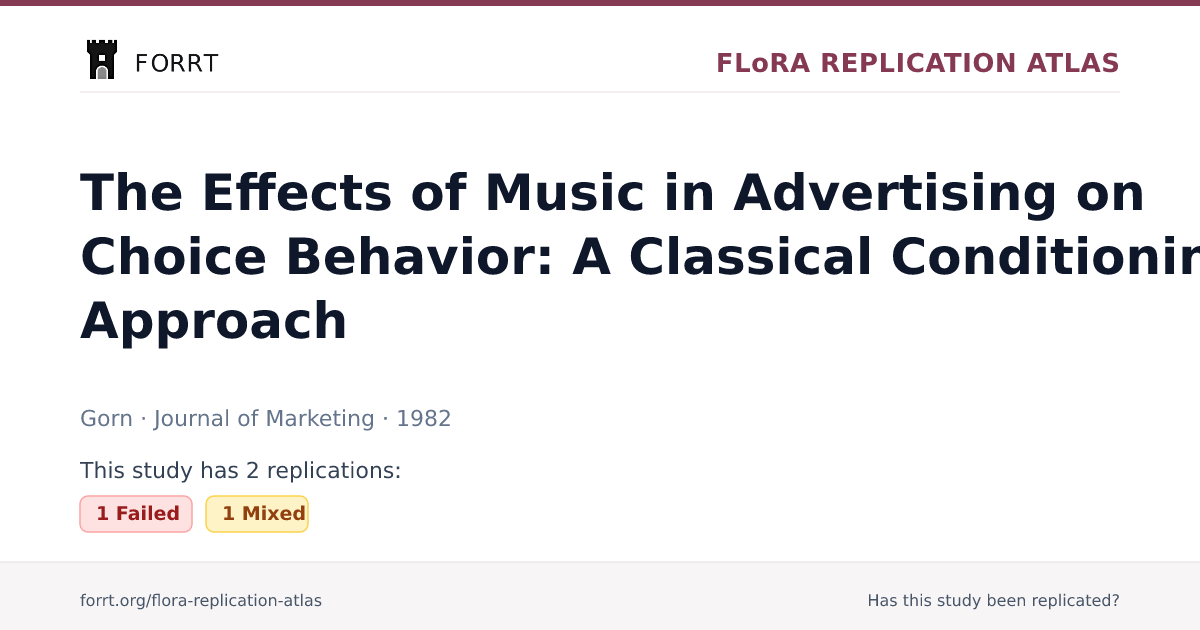 FORRT
FLoRA REPLICATION ATLAS
The Effects of Music in Advertising on
Choice Behavior: A Classical Conditionin
Approach
Gorn · Journal of Marketing · 1982
This study has 2 replications:
1 Failed
1 Mixed
forrt.org/flora-replication-atlas
Has this study been replicated?